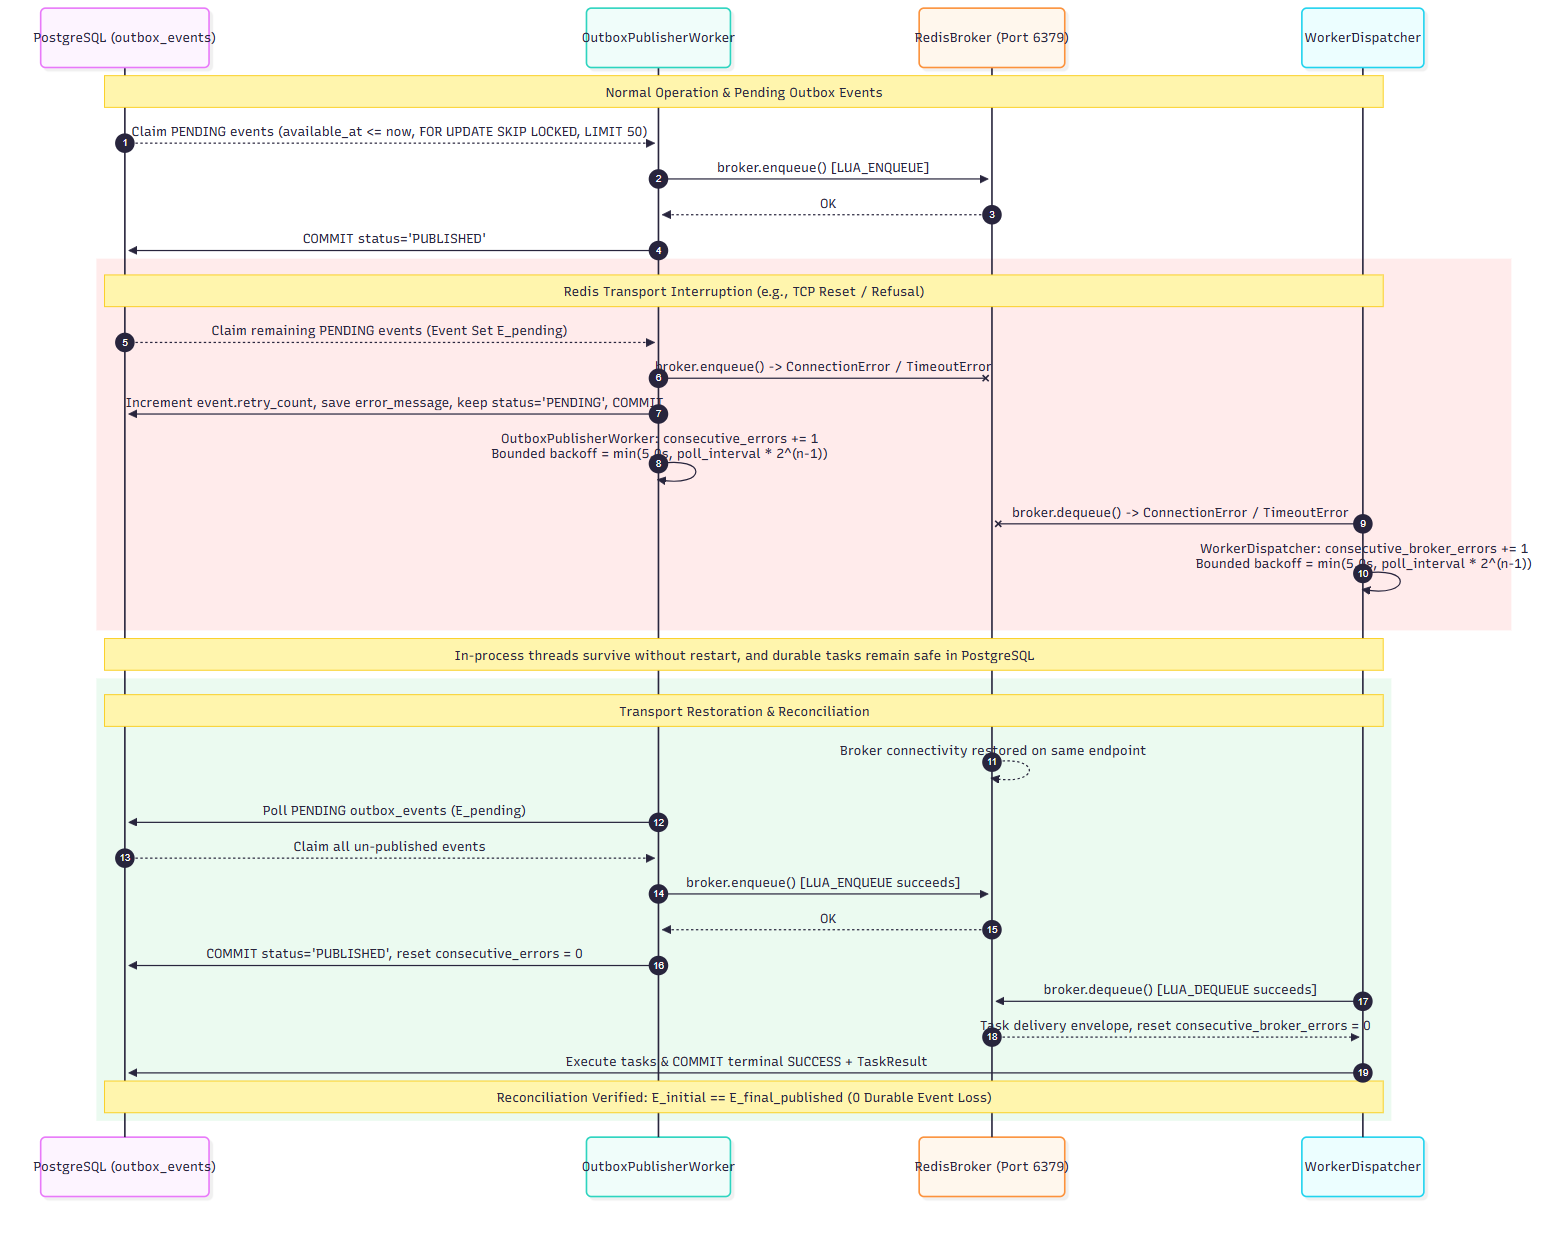 PostgreSQL (outbox_events)
OutboxPublisherWorker
RedisBroker (Port 6379)
WorkerDispatcher
Normal Operation & Pending Outbox Events
Claim PENDING events (available_at <= now, FOR UPDATE SKIP LOCKED, LIMIT 50)
1
broker.enqueue() [LUA_ENQUEUE]
2
OK
3
COMMIT status='PUBLISHED'
4
Redis Transport Interruption (e.g., TCP Reset / Refusal)
Claim remaining PENDING events (Event Set E_pending)
5
broker.enqueue() -> ConnectionError / TimeoutError
6
Increment event.retry_count, save error_message, keep status='PENDING', COMMIT
7
OutboxPublisherWorker: consecutive_errors += 1
Bounded backoff = min(5.0s, poll_interval * 2^(n-1))
8
broker.dequeue() -> ConnectionError / TimeoutError
9
WorkerDispatcher: consecutive_broker_errors += 1
Bounded backoff = min(5.0s, poll_interval * 2^(n-1))
10
In-process threads survive without restart, and durable tasks remain safe in PostgreSQL
Transport Restoration & Reconciliation
Broker connectivity restored on same endpoint
11
Poll PENDING outbox_events (E_pending)
12
Claim all un-published events
13
broker.enqueue() [LUA_ENQUEUE succeeds]
14
OK
15
COMMIT status='PUBLISHED', reset consecutive_errors = 0
16
broker.dequeue() [LUA_DEQUEUE succeeds]
17
Task delivery envelope, reset consecutive_broker_errors = 0
18
Execute tasks & COMMIT terminal SUCCESS + TaskResult
19
Reconciliation Verified: E_initial == E_final_published (0 Durable Event Loss)
PostgreSQL (outbox_events)
OutboxPublisherWorker
RedisBroker (Port 6379)
WorkerDispatcher